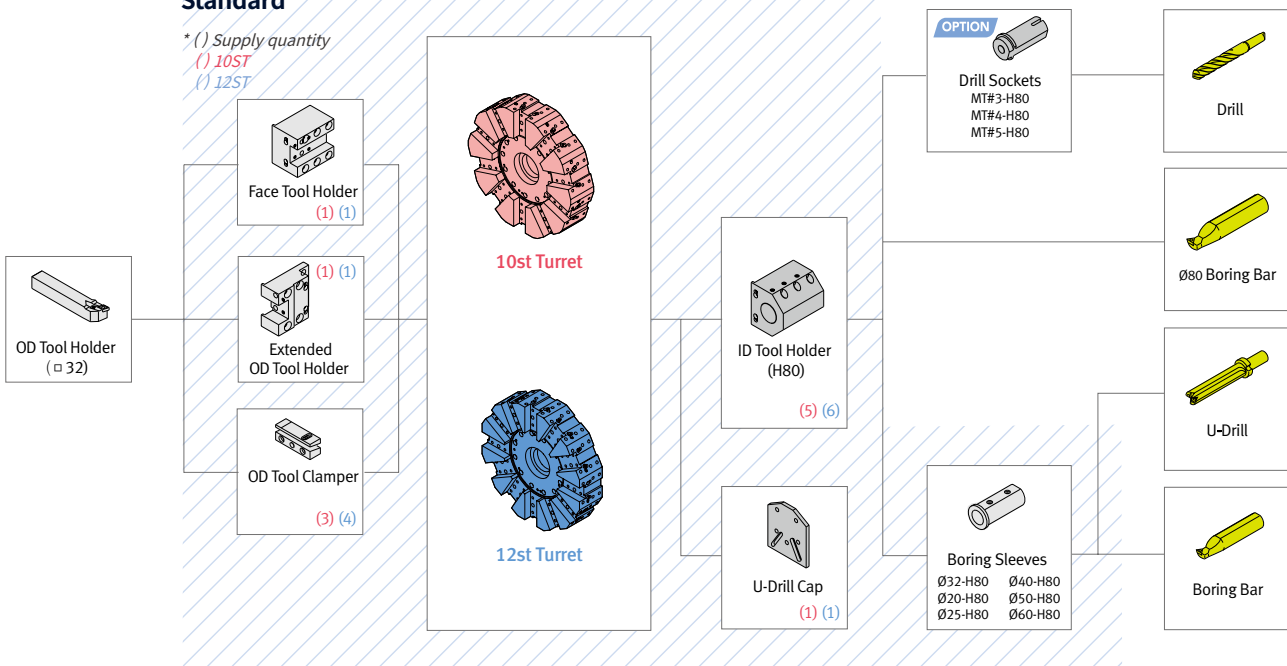 Standard
* ( ) Supply quantity
( ) 10ST
( ) 12ST
Face Tool Holder
(1) (1)
OD Tool Holder
(□ 32)
(1) (1)
Extended
OD Tool Holder
OD Tool Clamper
(3) (4)
10st Turret
12st Turret
ID Tool Holder
(H80)
(5) (6)
U-Drill Cap
(1) (1)
OPTION
Drill Sockets
MT#3-H80
MT#4-H80
MT#5-H80
Boring Sleeves
Ø32-H80 Ø40-H80
Ø20-H80 Ø50-H80
Ø25-H80 Ø60-H80
Drill
Ø80 Boring Bar
U-Drill
Boring Bar